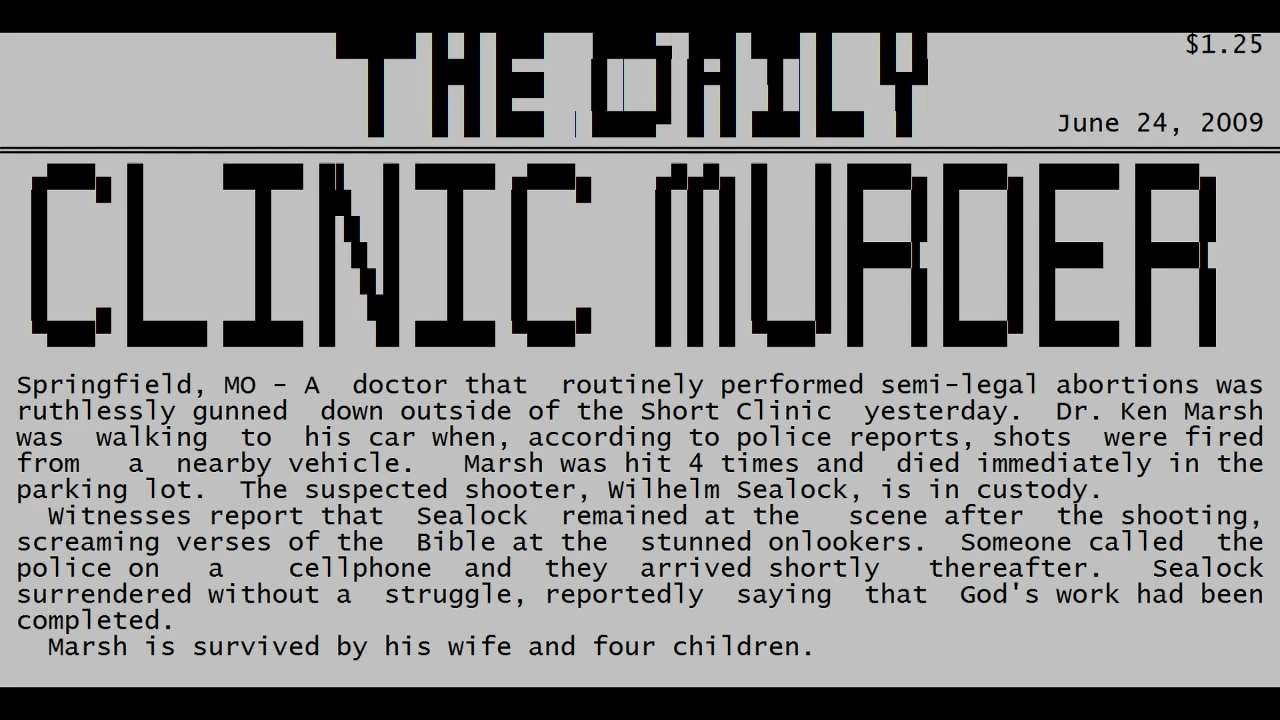 THE DAILY
$1.25
June 24, 2009
CLINIC MURDER
Springfield, MO - A doctor that routinely performed semi-legal abortions was
ruthlessly gunned down outside of the Short Clinic yesterday. Dr. Ken Marsh
was walking to his car when, according to police reports, shots were fired
from a nearby vehicle. Marsh was hit 4 times and died immediately in the
parking lot. The suspected shooter, Wilhelm Sealock, is in custody.
Witnesses report that Sealock remained at the scene after the shooting,
screaming verses of the Bible at the stunned onlookers. Someone called the
police on a cellphone and they arrived shortly thereafter. Sealock
surrendered without a struggle, reportedly saying that God's work had been
completed.
Marsh is survived by his wife and four children.